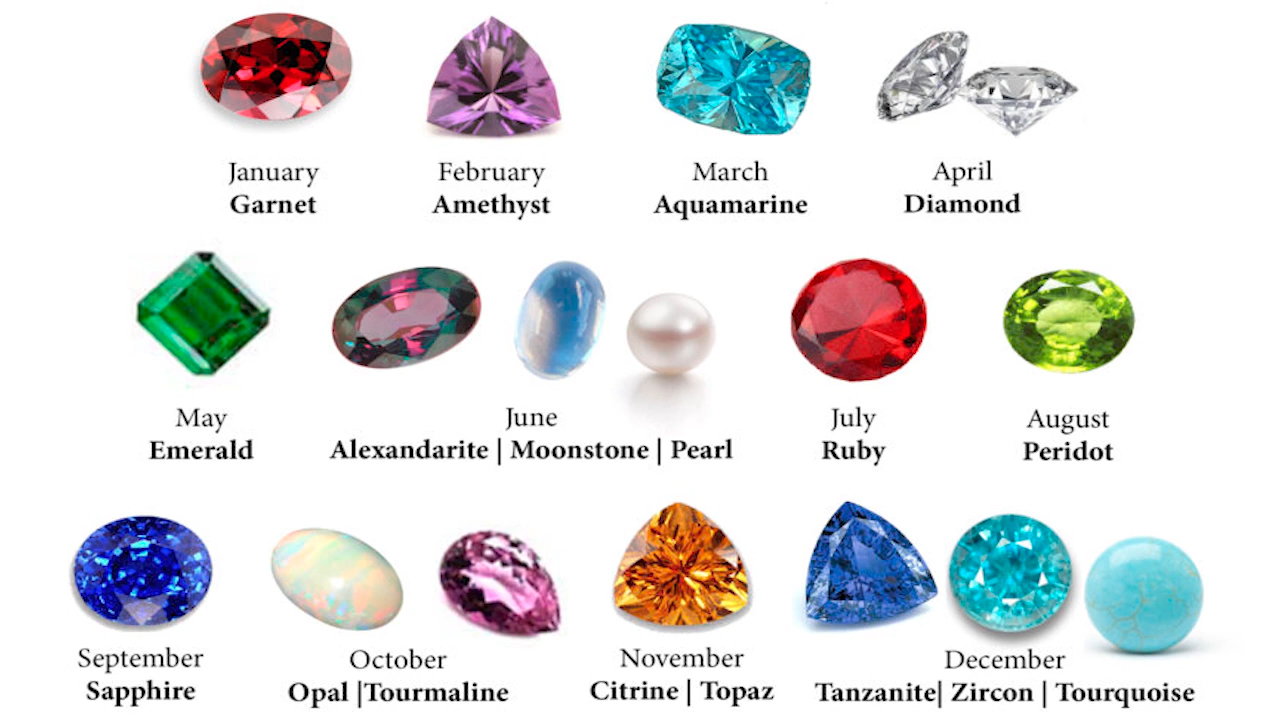 January
Garnet
February
Amethyst
March
Aquamarine
April
Diamond
May
Emerald
June
Alexandarite | Moonstone | Pearl
July
Ruby
August
Peridot
September
Sapphire
October
Opal |Tourmaline
November
Citrine | Topaz
December
Tanzanite| Zircon | Tourquoise